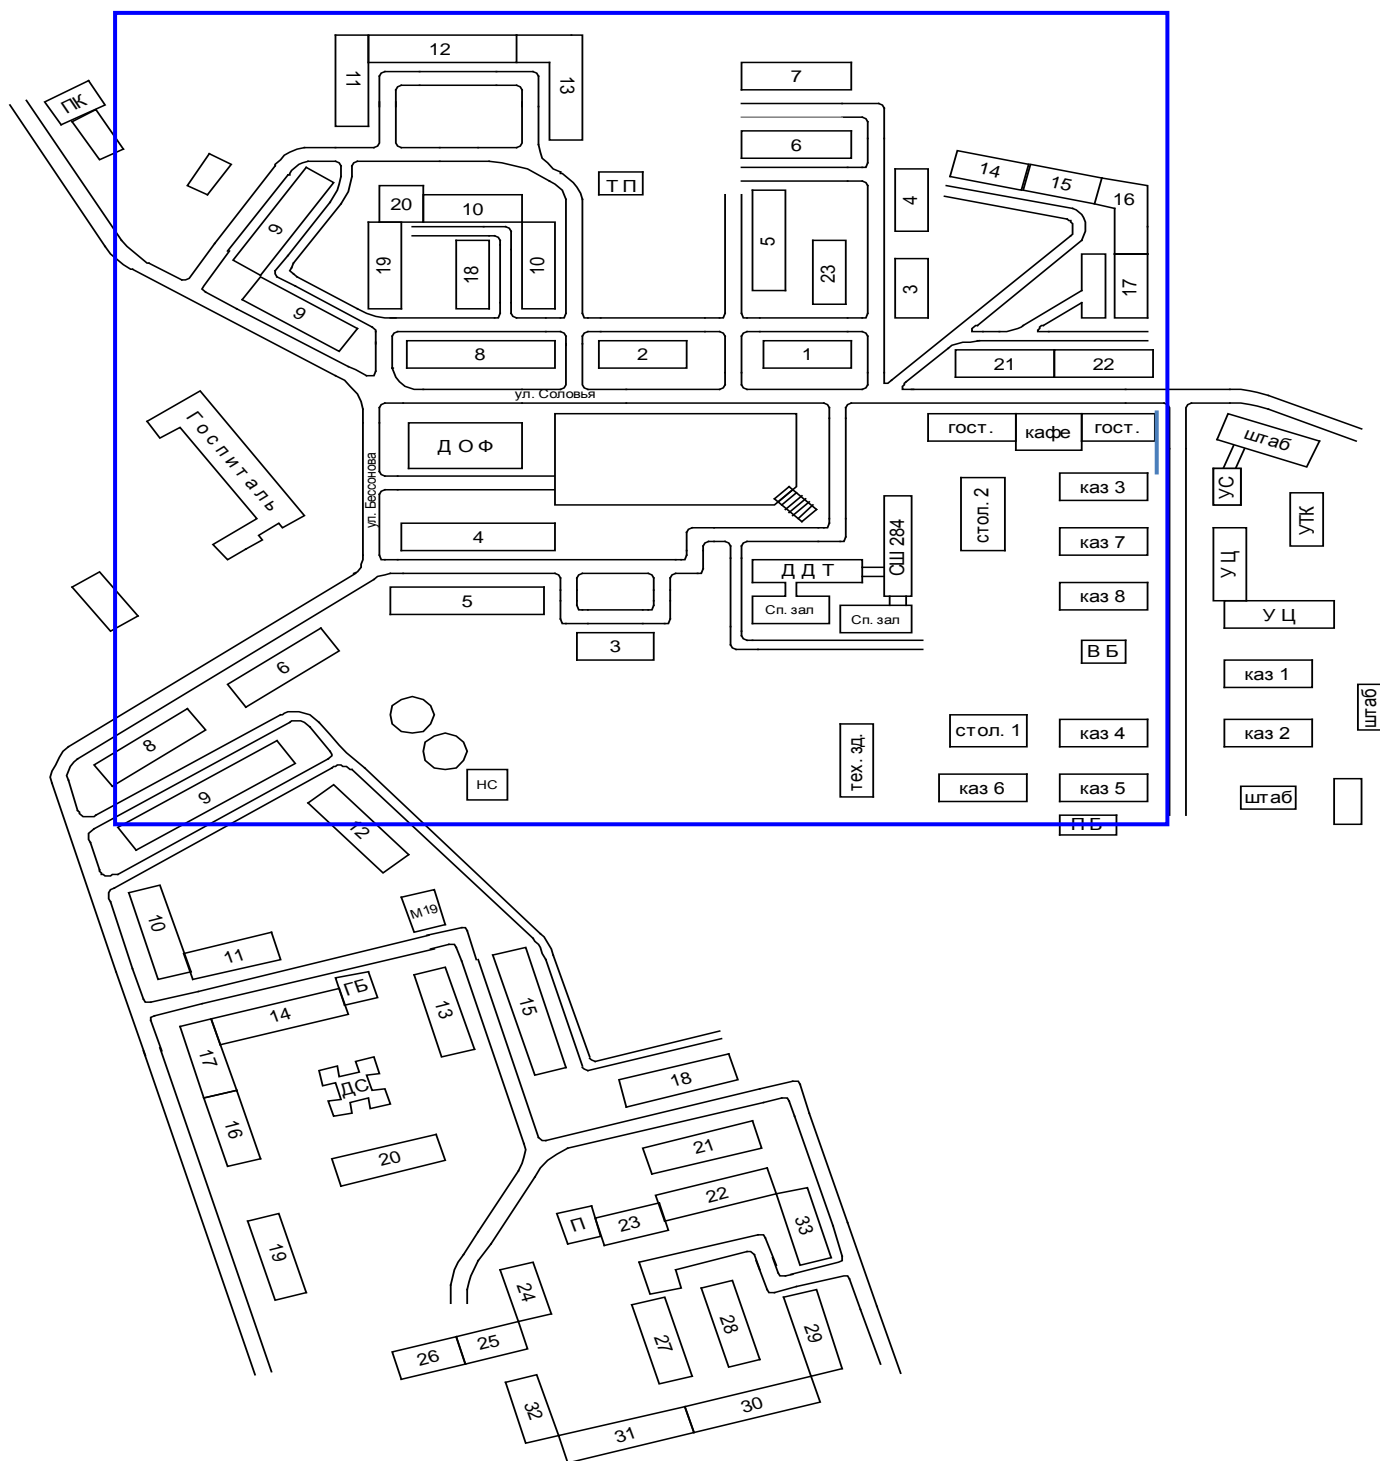 12
11
13
7
ПК
6
14
15
16
4
ТП
20
10
9
5
19
18
10
23
3
17
9
8
2
1
21
22
ул. Соловья
гост.
кафе
гост.
штаб
Госпиталь
ул. Бессонова
ДОФ
каз 3
УС
стол. 2
УТК
4
СШ 284
каз 7
УЦ
ДДТ
5
Сп. зал
Сп. зал
каз 8
УЦ
3
ВБ
6
каз 1
штаб
8
стол. 1
каз 4
каз 2
тех. зд.
НС
9
каз 6
каз 5
штаб
12
ПБ
10
М19
11
ГБ
14
13
15
17
ДС
18
16
20
21
22
П
23
33
19
24
27
28
29
26
25
32
31
30